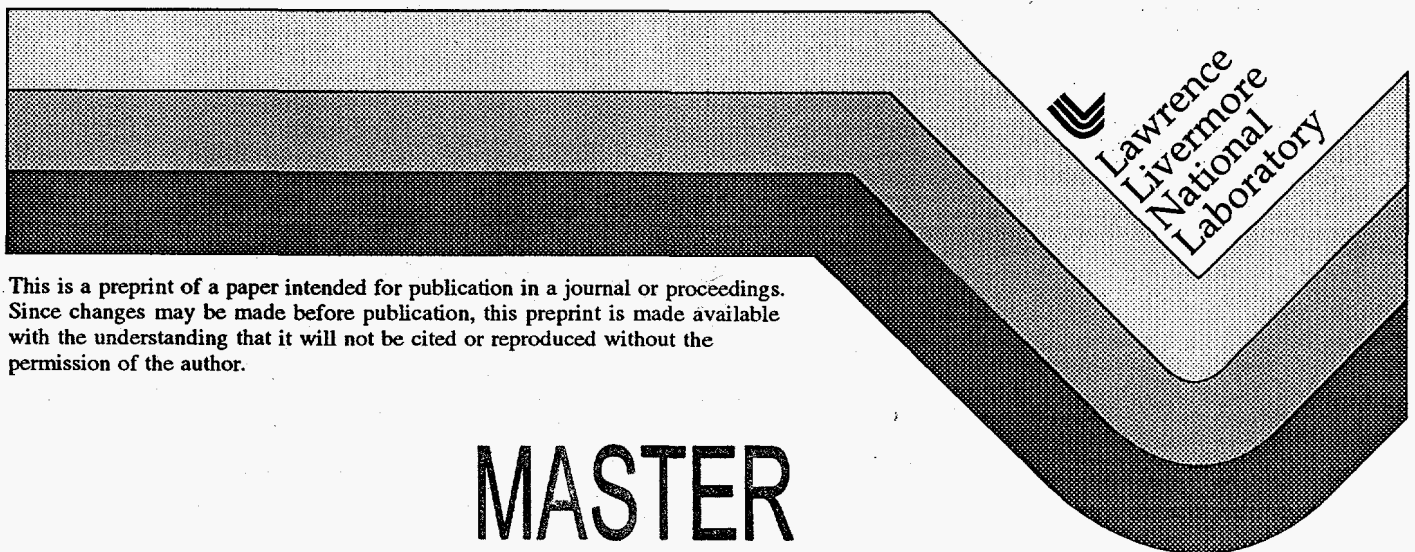 Lawrence
Livermore
National
Laboratory
This is a preprint of a paper intended for publication in a journal or proceedings.
Since changes may be made before publication, this preprint is made available
with the understanding that it will not be cited or reproduced without the
permission of the author.
MASTER